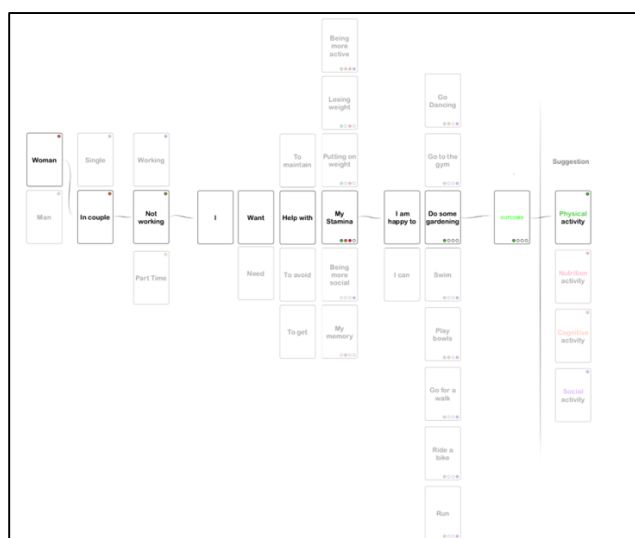 Being
more
active
Losing
weight
Go
Dancing
Woman
Single
Working
To
maintain
Putting on
weight
Go to the
gym
Suggestion
Man
In couple
Not
working
I
Want
Help with
My
Stamina
I am
happy to
Do some
gardening
OUTCOME
Physical
activity
Part Time
Need
To avoid
Being
more
social
I can
Swim
Nutrition
activity
To get
My
memory
Play
bowls
Cognitive
activity
Go for a
walk
Social
activity
Ride a
bike
Run